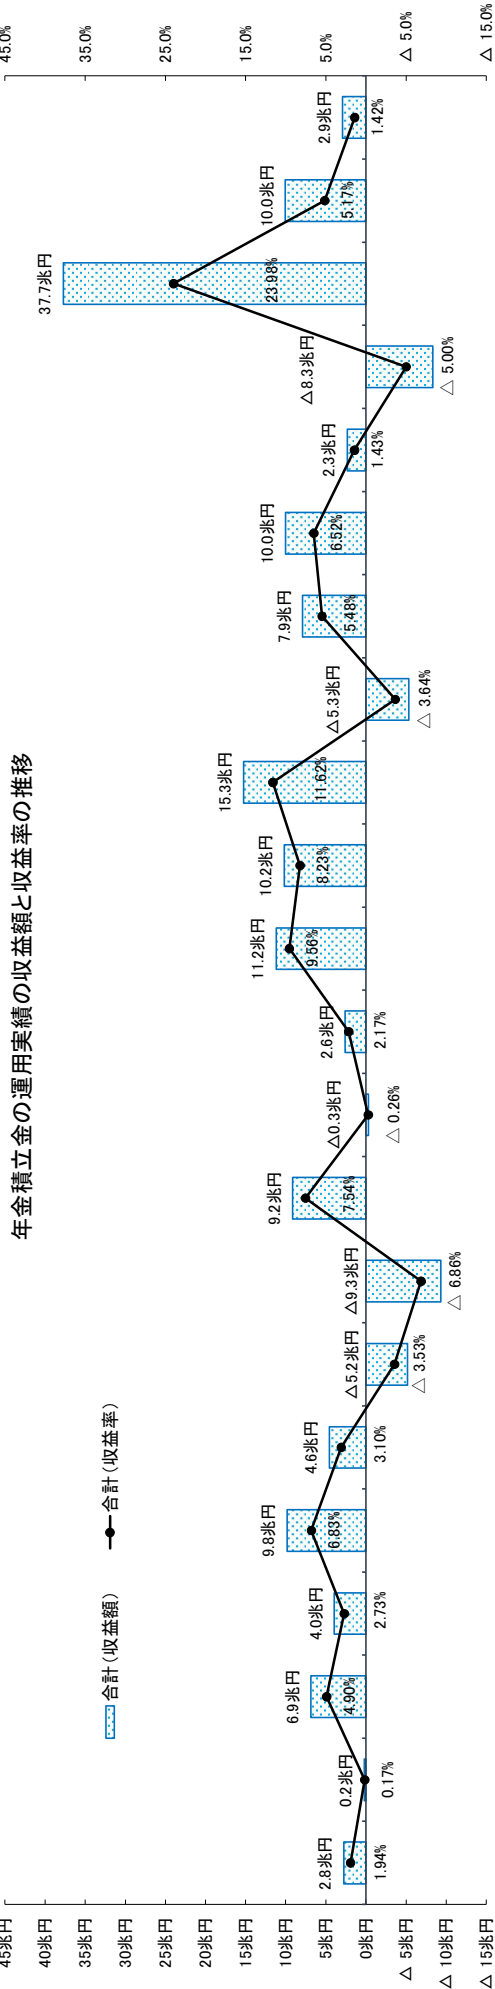 年金積立金の運用実績の収益額と収益率の推移
合計(収益額)
合計(収益率)
45兆円
40兆円
35兆円
30兆円
25兆円
20兆円
15兆円
10兆円
5兆円
0兆円
△ 5兆円
△ 10兆円
△ 15兆円
2.8兆円
1.94%
0.2兆円
0.17%
6.9兆円
4.90%
4.0兆円
2.73%
9.8兆円
6.83%
4.6兆円
3.10%
△5.2兆円
△ 3.53%
△9.3兆円
△ 6.86%
9.2兆円
7.54%
△0.3兆円
△ 0.26%
2.6兆円
2.17%
11.2兆円
9.56%
10.2兆円
8.23%
15.3兆円
11.62%
△5.3兆円
△ 3.64%
7.9兆円
5.48%
10.0兆円
6.52%
2.3兆円
1.43%
△8.3兆円
△ 5.00%
37.7兆円
23.98%
10.0兆円
5.17%
2.9兆円
1.42%
45.0%
35.0%
25.0%
15.0%
5.0%
△ 5.0%
△ 15.0%